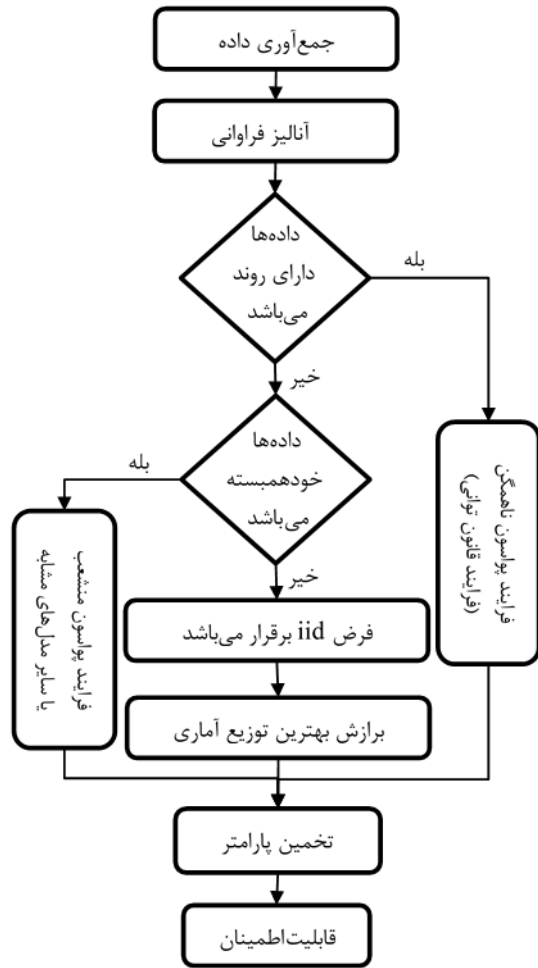 جمع‌آوری داده
آنالیز فراوانی
داده‌ها
دارای روند
می‌باشد
بله
خیر
داده‌ها
خودهمبسته
می‌باشد
بله
خیر
فرایند پواسون ناهمگن
(فرایند قانون توانی)
فرایند پواسون منشعب
یا سایر مدل‌های مشابه
فرض iid برقرار می‌باشد
برازش بهترین توزیع آماری
تخمین پارامتر
قابلیت‌اطمینان